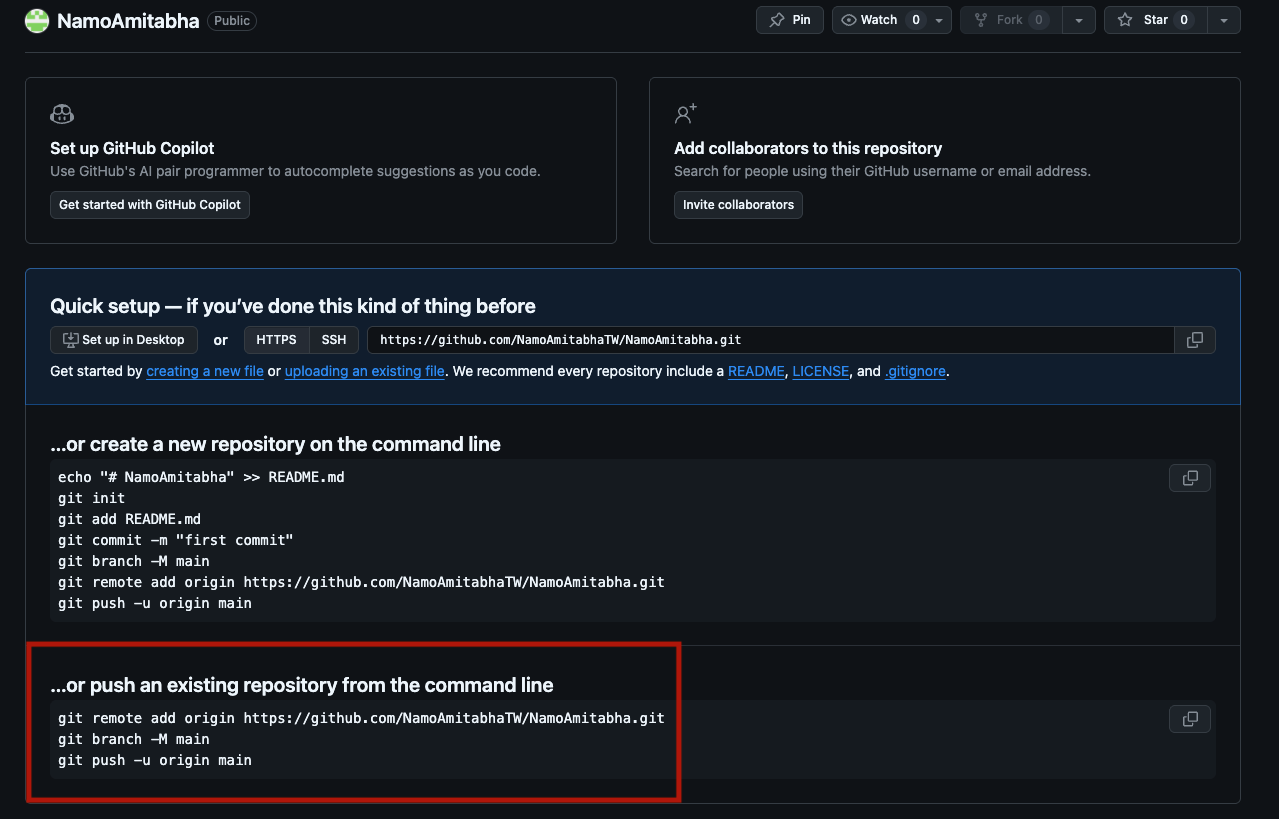 NamoAmitabha Public
Pin
Watch 0
Fork 0
Star 0
Set up GitHub Copilot
Use GitHub's AI pair programmer to autocomplete suggestions as you code.
Get started with GitHub Copilot
Add collaborators to this repository
Search for people using their GitHub username or email address.
Invite collaborators
Quick setup — if you’ve done this kind of thing before
Set up in Desktop or HTTPS SSH https://github.com/NamoAmitabhaTW/NamoAmitabha.git
Get started by creating a new file or uploading an existing file. We recommend every repository include a README, LICENSE, and .gitignore.
…or create a new repository on the command line
echo "# NamoAmitabha" >> README.md
git init
git add README.md
git commit -m "first commit"
git branch -M main
git remote add origin https://github.com/NamoAmitabhaTW/NamoAmitabha.git
git push -u origin main
…or push an existing repository from the command line
git remote add origin https://github.com/NamoAmitabhaTW/NamoAmitabha.git
git branch -M main
git push -u origin main